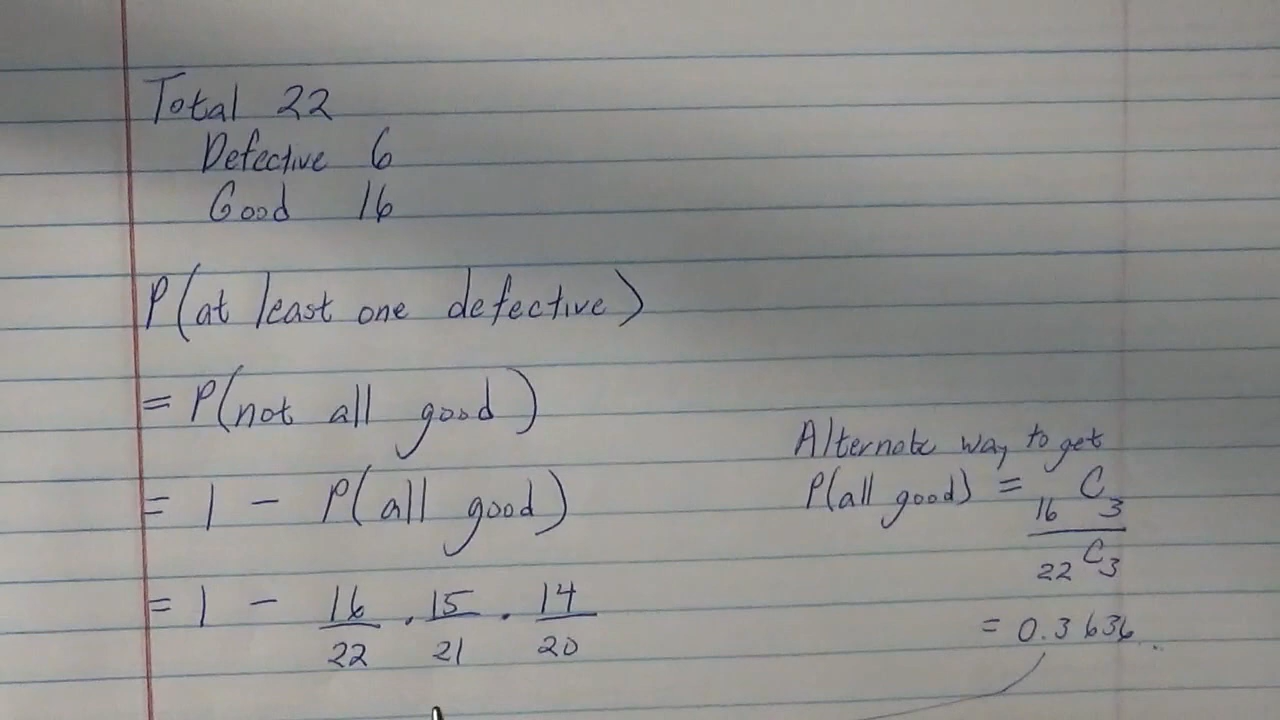 Total 22
Defective 6
Good 16
P(at least one defective)
= P(not all good)
= 1 - P(all good)
= 1 - 16/22 . 15/21 . 14/20
Alternate way to get
P(all good) = 16C3 / 22C3
= 0.3636..